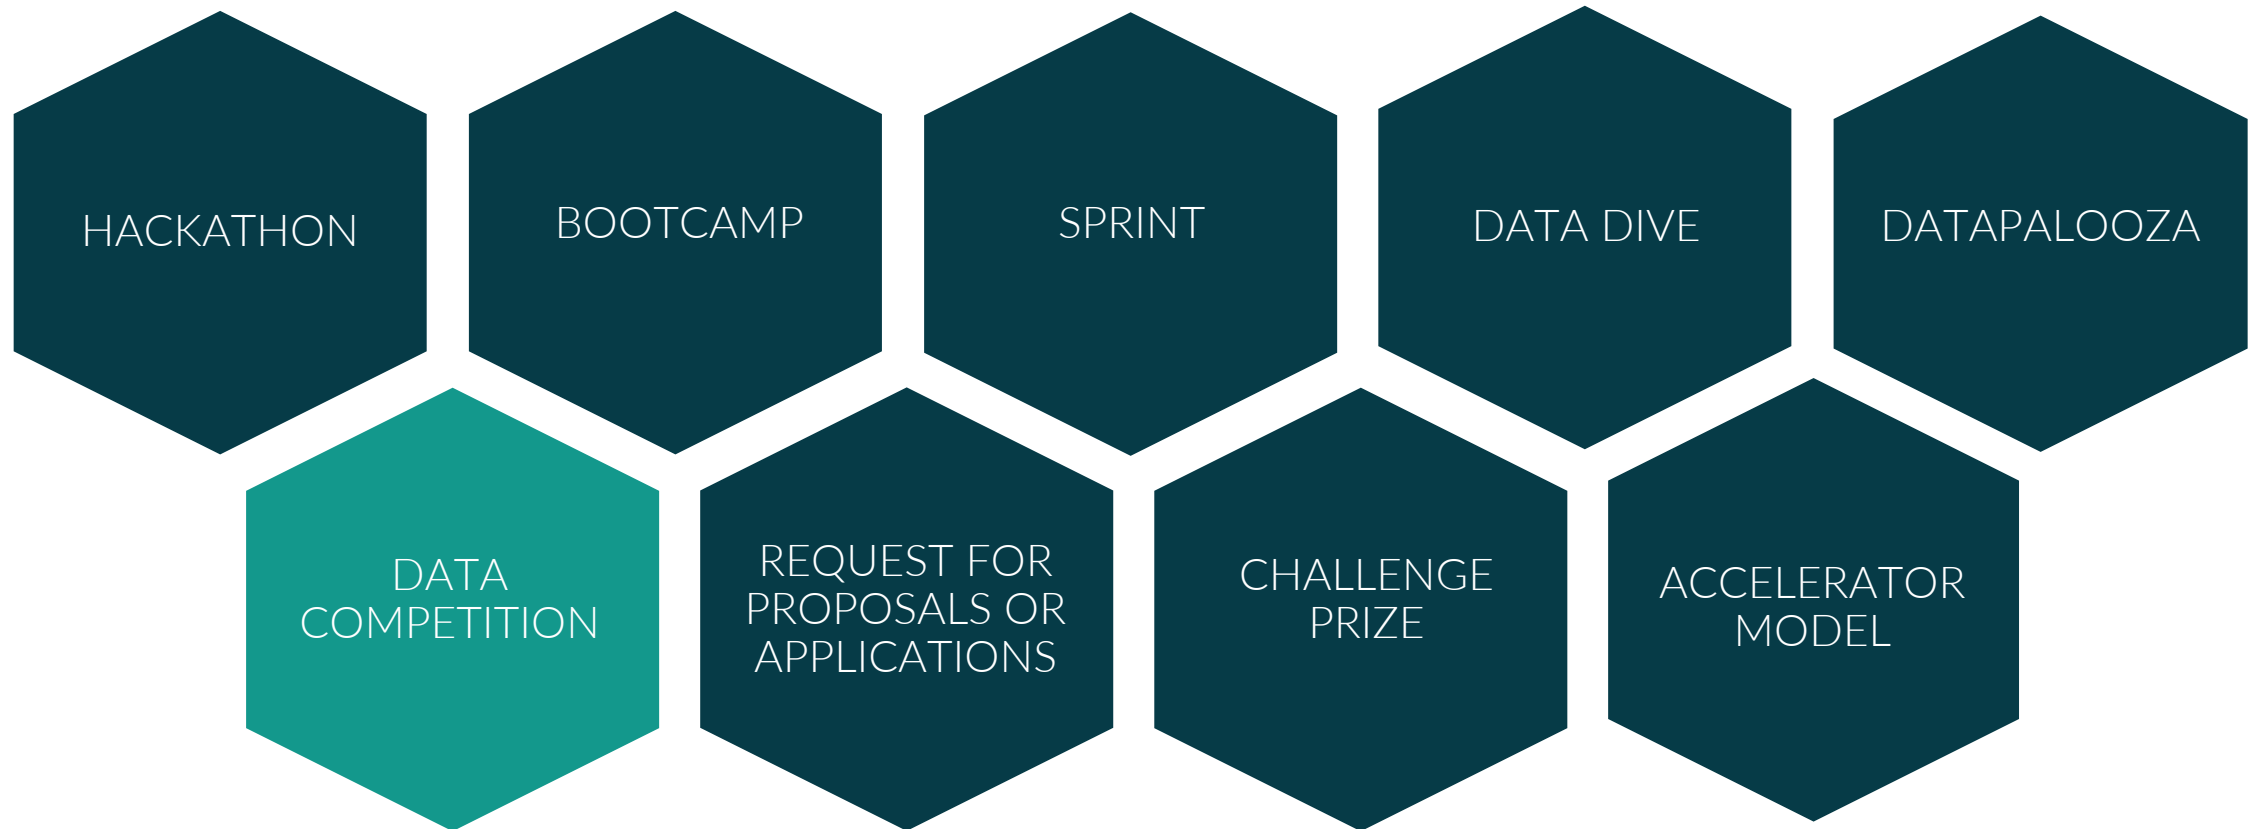 HACKATHON
BOOTCAMP
SPRINT
DATA DIVE
DATAPALOOZA
DATA
COMPETITION
REQUEST FOR
PROPOSALS OR
APPLICATIONS
CHALLENGE
PRIZE
ACCELERATOR
MODEL